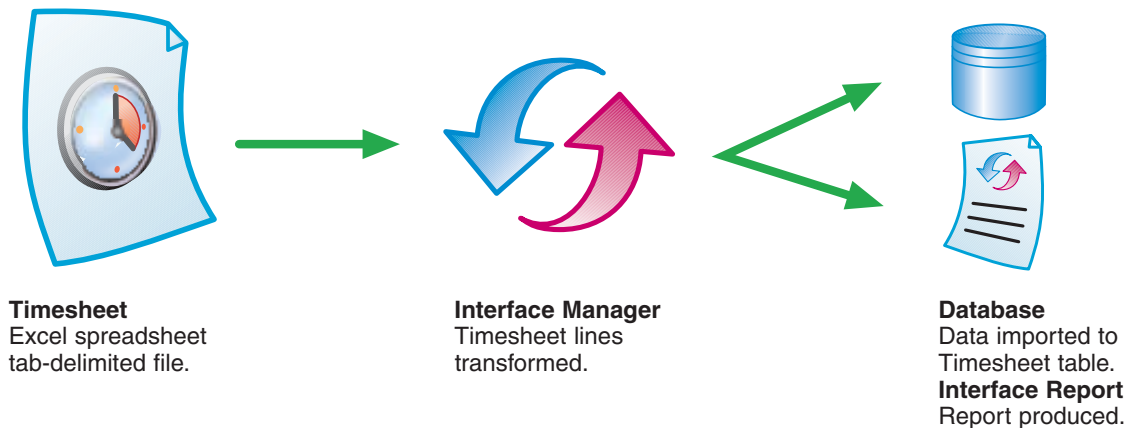 Timesheet
Excel spreadsheet
tab-delimited file.
Interface Manager
Timesheet lines
transformed.
Database
Data imported to
Timesheet table.
Interface Report
Report produced.